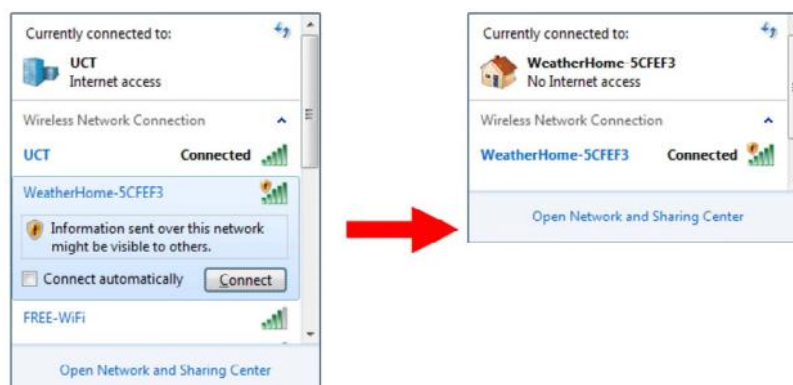 Currently connected to:
UCT
Internet access
Wireless Network Connection
UCT Connected
WeatherHome-5CFEF3
Information sent over this network
might be visible to others.
Connect automatically Connect
FREE-WiFi
Open Network and Sharing Center
Currently connected to:
WeatherHome-5CFEF3
No Internet access
Wireless Network Connection
WeatherHome-5CFEF3 Connected
Open Network and Sharing Center